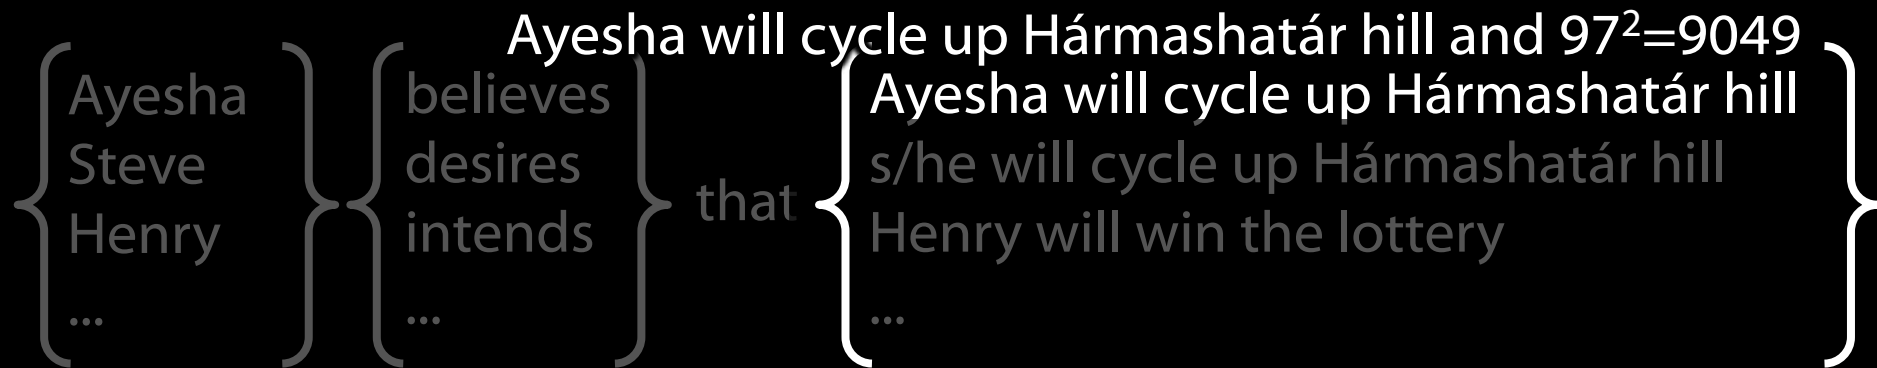 Ayesha will cycle up Hármashatár hill and 97²=9049
Ayesha believes Ayesha will cycle up Hármashatár hill
Steve desires that s/he will cycle up Hármashatár hill
Henry intends Henry will win the lottery
... ... ...